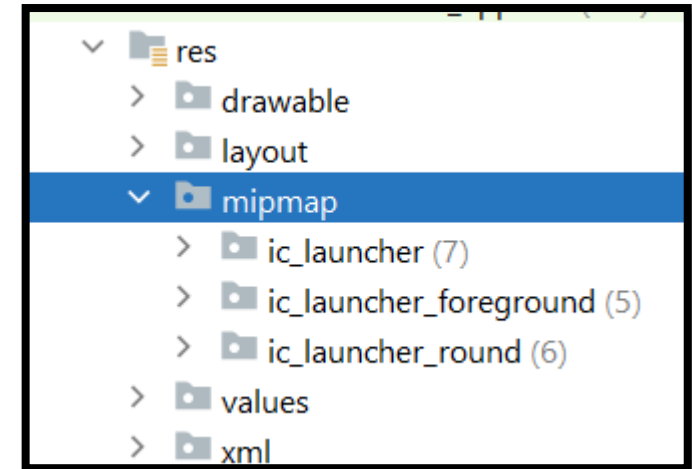 res
drawable
layout
mipmap
ic_launcher (7)
ic_launcher_foreground (5)
ic_launcher_round (6)
values
xml